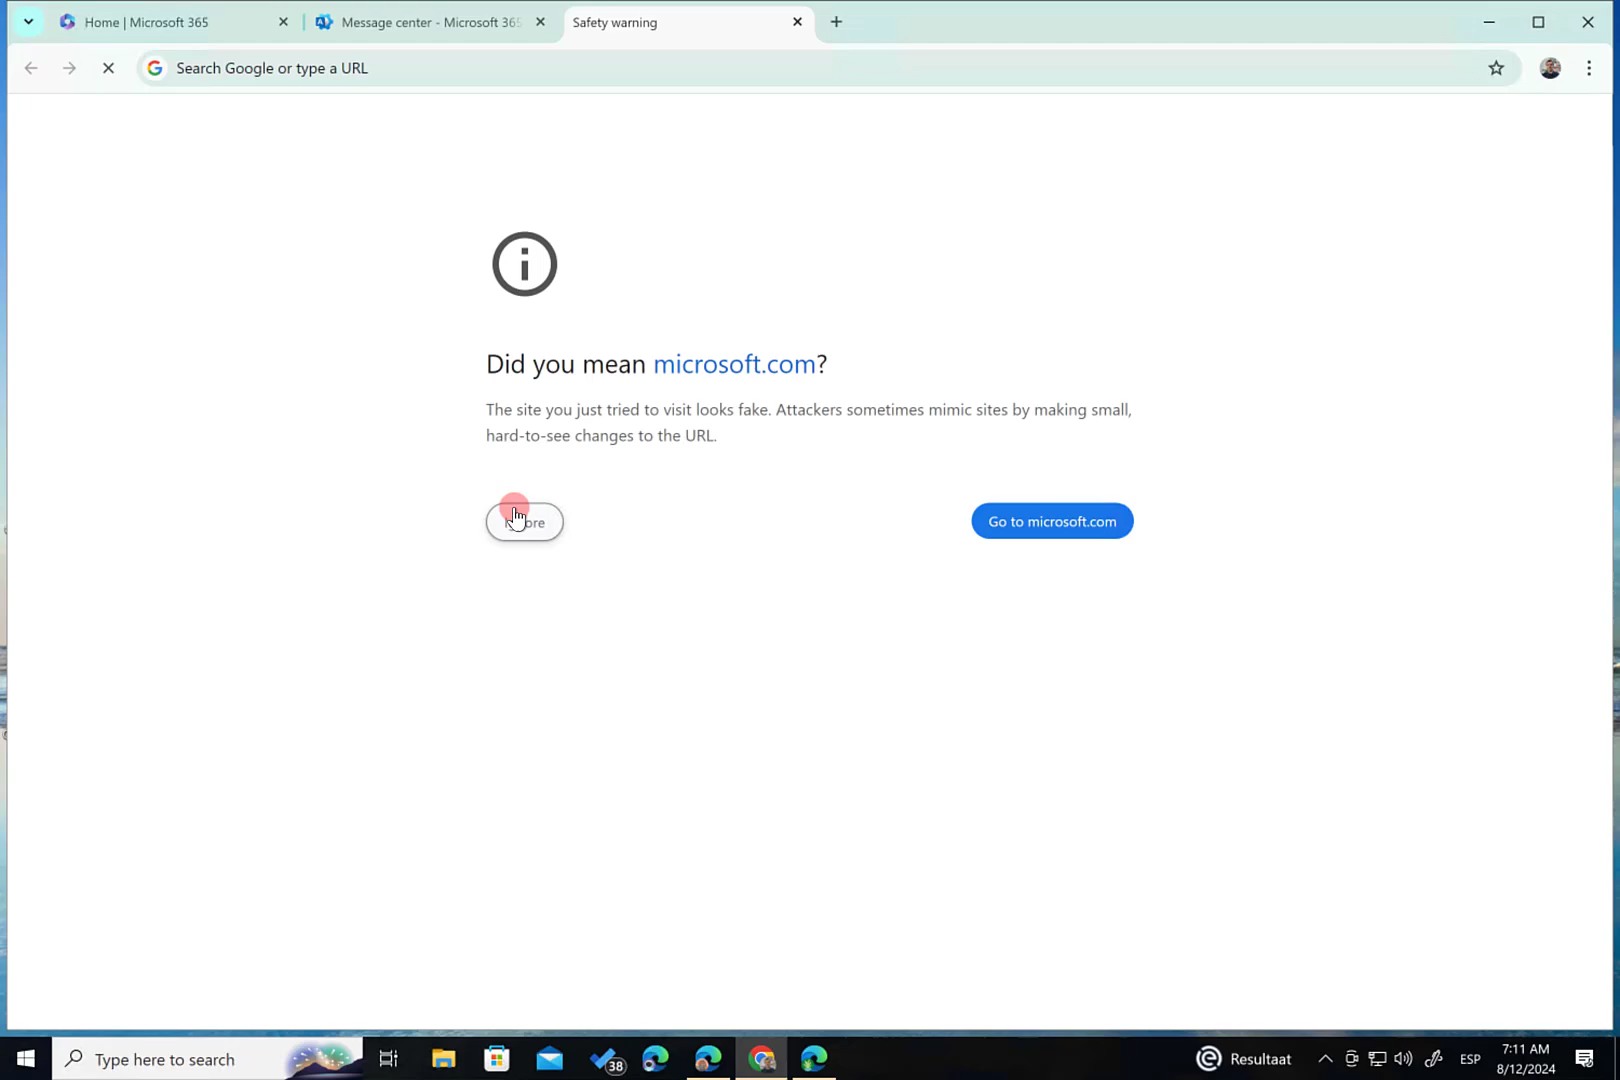 Home | Microsoft 365
Message center - Microsoft 365
Safety warning
Search Google or type a URL
Did you mean microsoft.com?
The site you just tried to visit looks fake. Attackers sometimes mimic sites by making small,
hard-to-see changes to the URL.
Go to microsoft.com
Type here to search
38
Resultaat
ESP
7:11 AM
8/12/2024